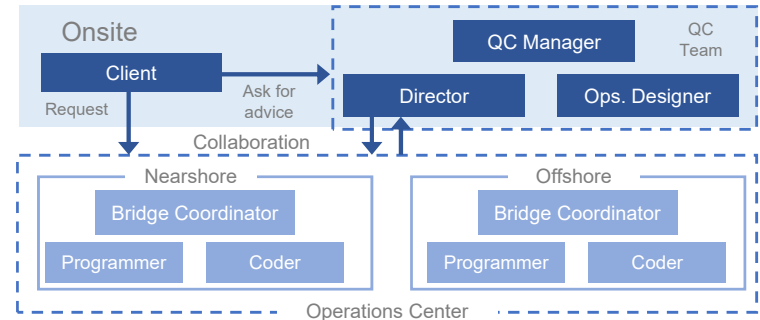 Onsite
QC Manager
QC
Team
Client
Director
Ops. Designer
Request
Ask for
advice
Collaboration
Nearshore
Offshore
Bridge Coordinator
Bridge Coordinator
Programmer
Coder
Programmer
Coder
Operations Center